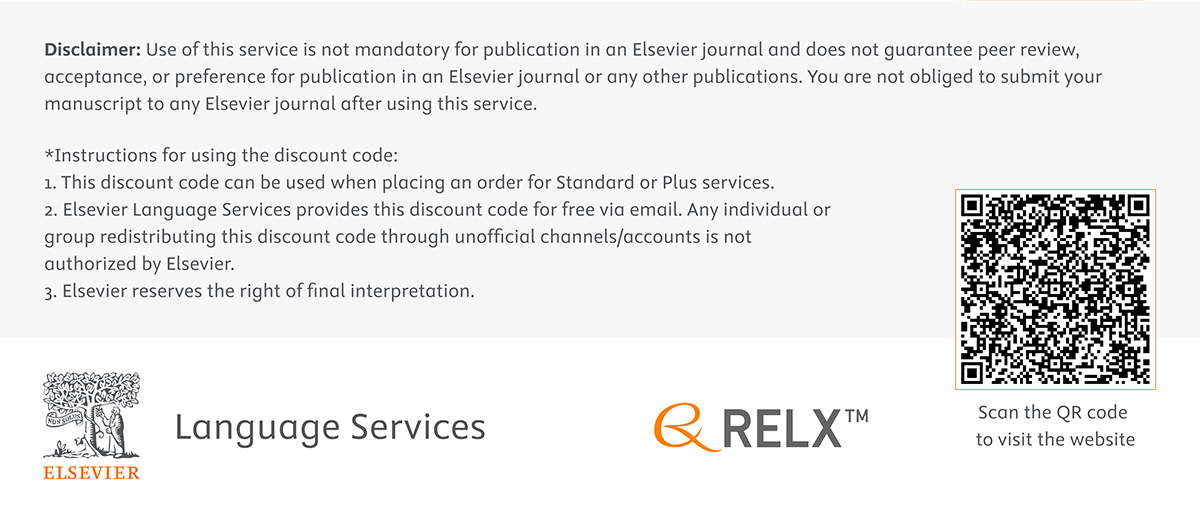 Disclaimer: Use of this service is not mandatory for publication in an Elsevier journal and does not guarantee peer review,
acceptance, or preference for publication in an Elsevier journal or any other publications. You are not obliged to submit your
manuscript to any Elsevier journal after using this service.
*Instructions for using the discount code:
1. This discount code can be used when placing an order for Standard or Plus services.
2. Elsevier Language Services provides this discount code for free via email. Any individual or
group redistributing this discount code through unofficial channels/accounts is not
authorized by Elsevier.
3. Elsevier reserves the right of final interpretation.
NON SOLUS
ELSEVIER
Language Services
RELX™
Scan the QR code
to visit the website